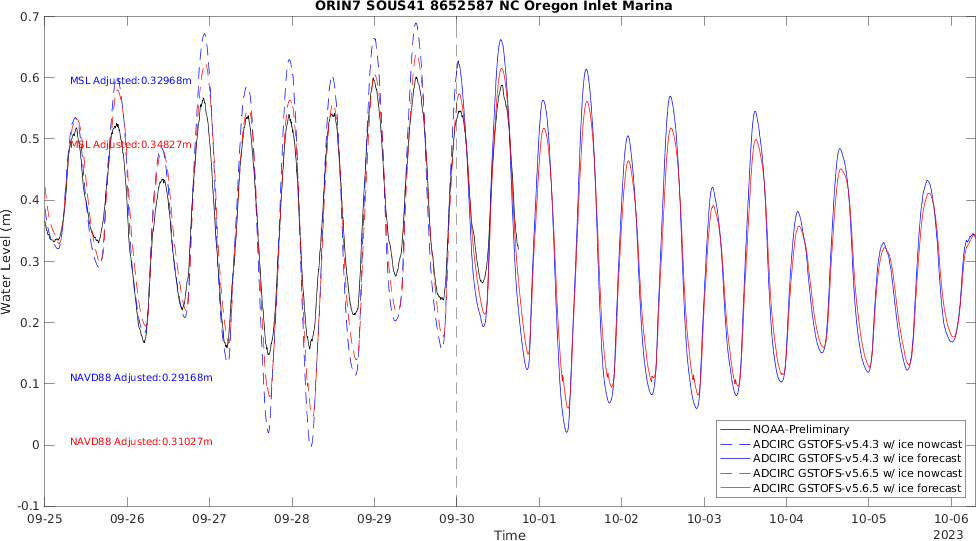 ORIN7 SOUS41 8652587 NC Oregon Inlet Marina
0.7
0.6
0.5
0.4
0.3
0.2
0.1
0
-0.1
Water Level (m)
MSL Adjusted:0.32968m
MSL Adjusted:0.34827m
NAVD88 Adjusted:0.29168m
NAVD88 Adjusted:0.31027m
NOAA-Preliminary
ADCIRC GSTOFS-v5.4.3 w/ ice nowcast
ADCIRC GSTOFS-v5.4.3 w/ ice forecast
ADCIRC GSTOFS-v5.6.5 w/ ice nowcast
ADCIRC GSTOFS-v5.6.5 w/ ice forecast
09-25 09-26 09-27 09-28 09-29 09-30 10-01 10-02 10-03 10-04 10-05 10-06
Time
2023